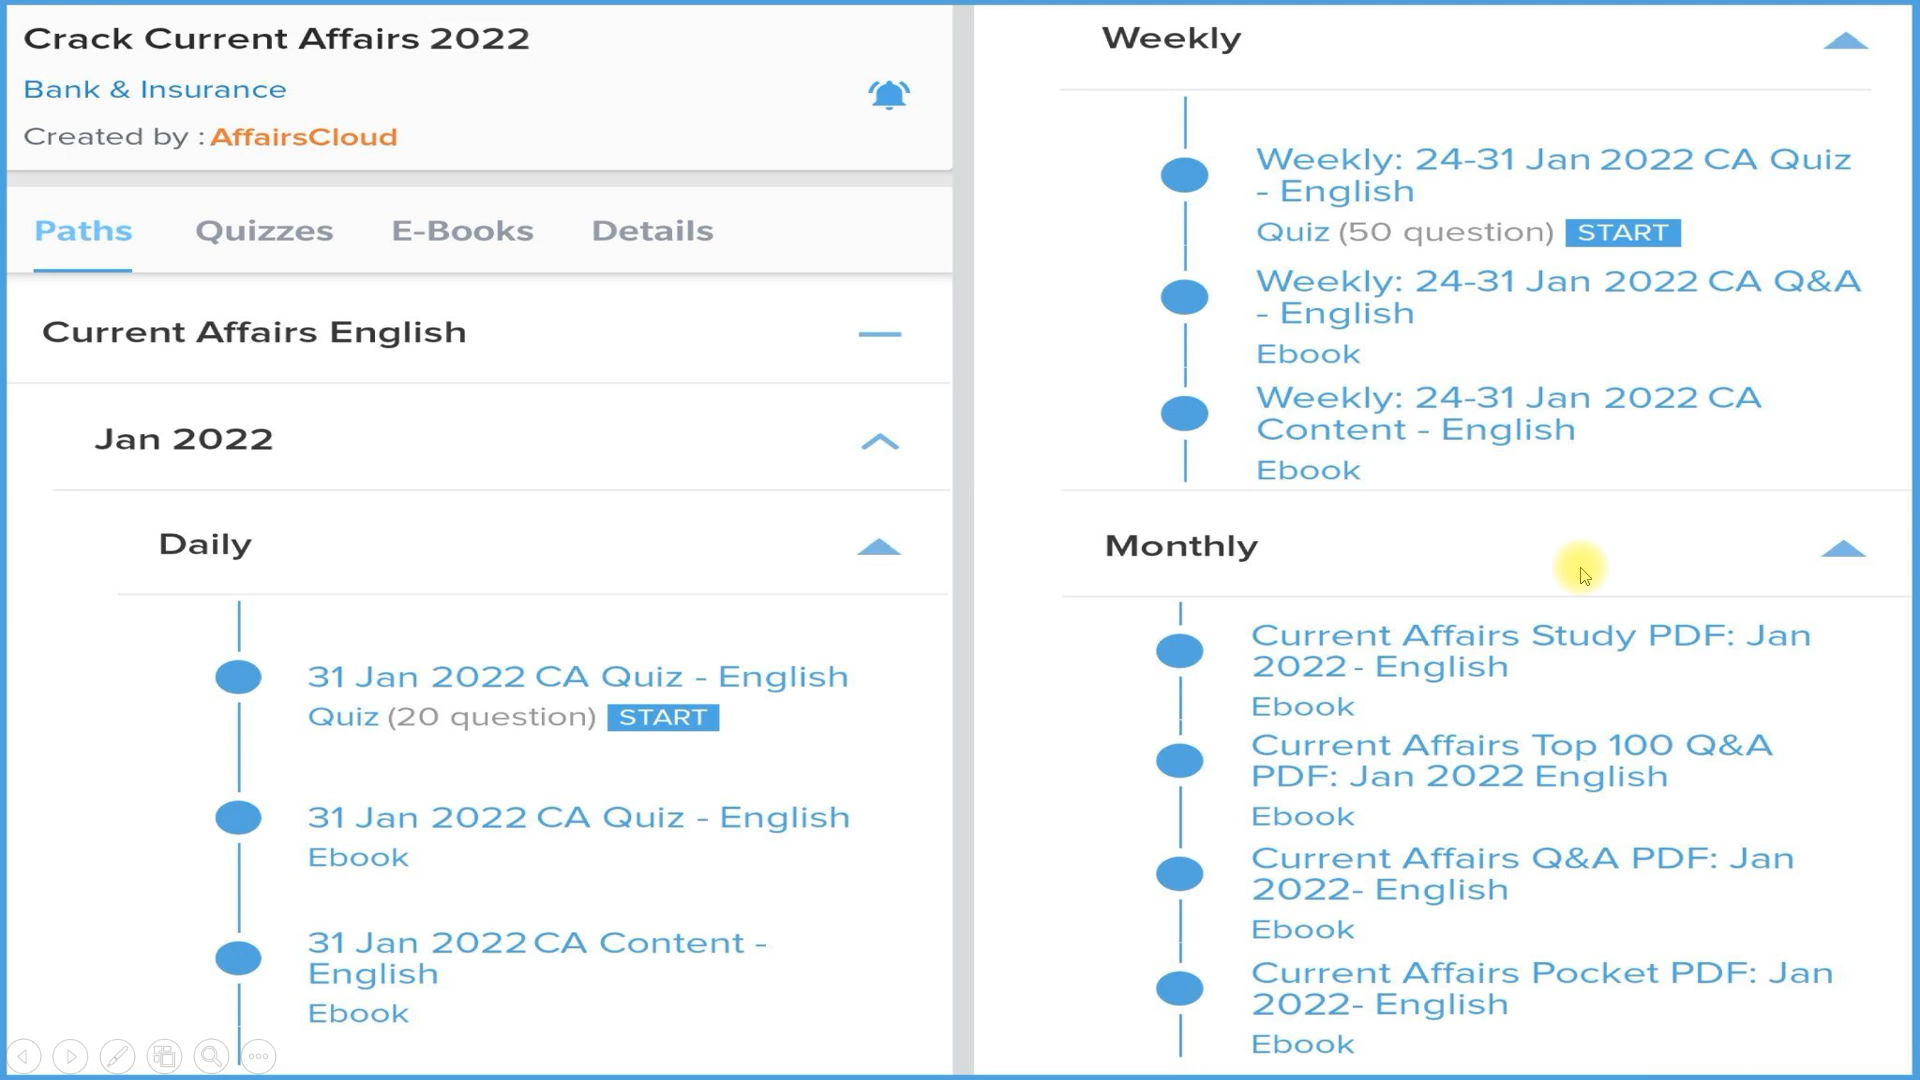 Crack Current Affairs 2022
Bank & Insurance
Created by : AffairsCloud
Paths Quizzes E-Books Details
Current Affairs English
Jan 2022
Daily
31 Jan 2022 CA Quiz - English
Quiz (20 question) START
31 Jan 2022 CA Quiz - English
Ebook
31 Jan 2022 CA Content -
English
Ebook
Weekly
Weekly: 24-31 Jan 2022 CA Quiz
- English
Quiz (50 question) START
Weekly: 24-31 Jan 2022 CA Q&A
- English
Ebook
Weekly: 24-31 Jan 2022 CA
Content - English
Ebook
Monthly
Current Affairs Study PDF: Jan
2022 - English
Ebook
Current Affairs Top 100 Q&A
PDF: Jan 2022 English
Ebook
Current Affairs Q&A PDF: Jan
2022- English
Ebook
Current Affairs Pocket PDF: Jan
2022- English
Ebook